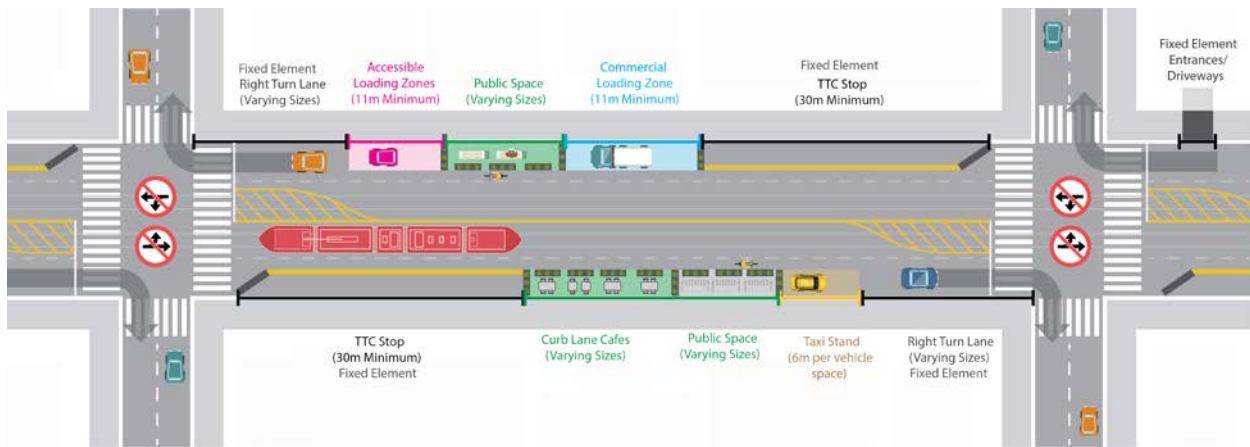 Fixed Element
Right Turn Lane
(Varying Sizes)
Accessible
Loading Zones
(11m Minimum)
Public Space
(Varying Sizes)
Commercial
Loading Zone
(11m Minimum)
Fixed Element
TTC Stop
(30m Minimum)
Fixed Element
Entrances/
Driveways
TTC Stop
(30m Minimum)
Fixed Element
Curb Lane Cafes
(Varying Sizes)
Public Space
(Varying Sizes)
Taxi Stand
(6m per vehicle
space)
Right Turn Lane
(Varying Sizes)
Fixed Element